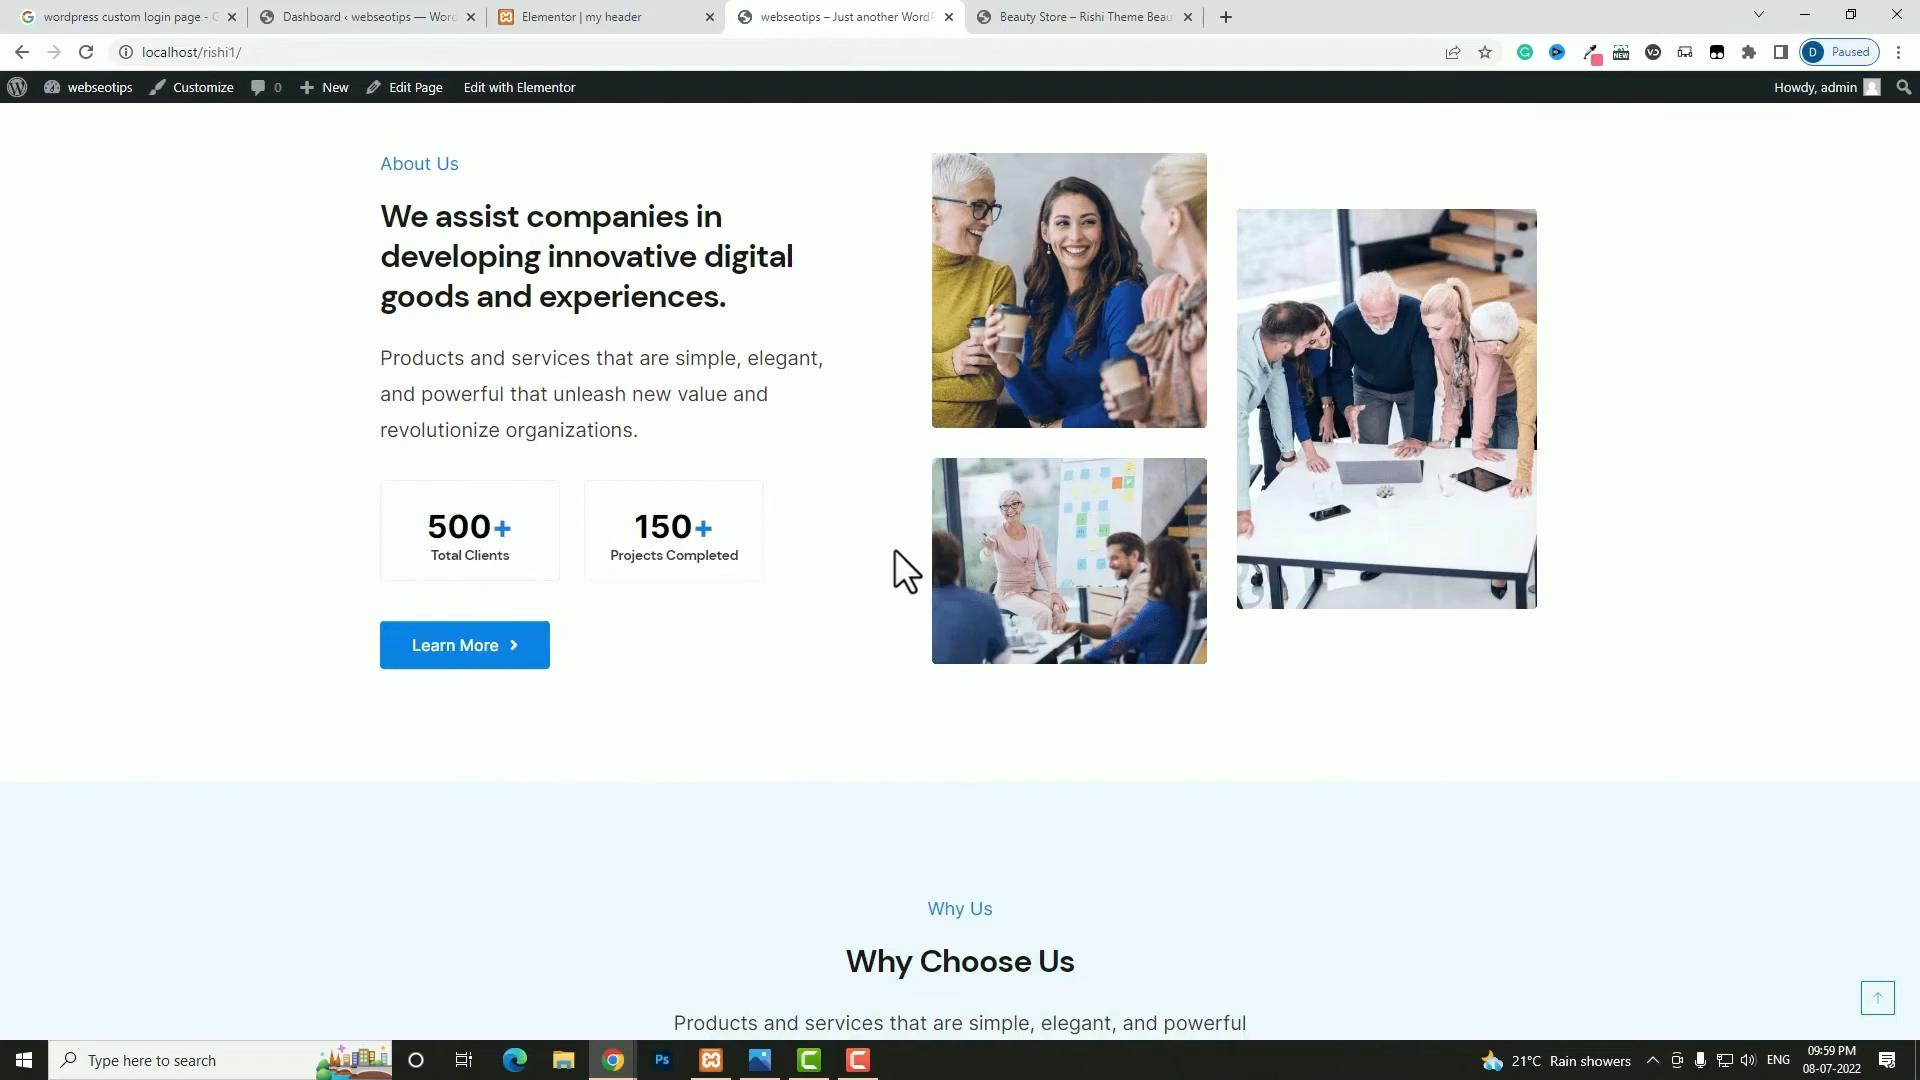 wordpress custom login page - G
Dashboard ‹ webseotips — Word
Elementor | my header
webseotips – Just another WordP
Beauty Store – Rishi Theme Beau
localhost/rishi1/
NEW
D Paused
webseotips
Customize
0
New
Edit Page
Edit with Elementor
Howdy, admin
About Us
We assist companies in
developing innovative digital
goods and experiences.
Products and services that are simple, elegant,
and powerful that unleash new value and
revolutionize organizations.
500+
Total Clients
150+
Projects Completed
Learn More
Why Us
Why Choose Us
Products and services that are simple, elegant, and powerful
Type here to search
Ps
21°C Rain showers
ENG
09:59 PM
08-07-2022